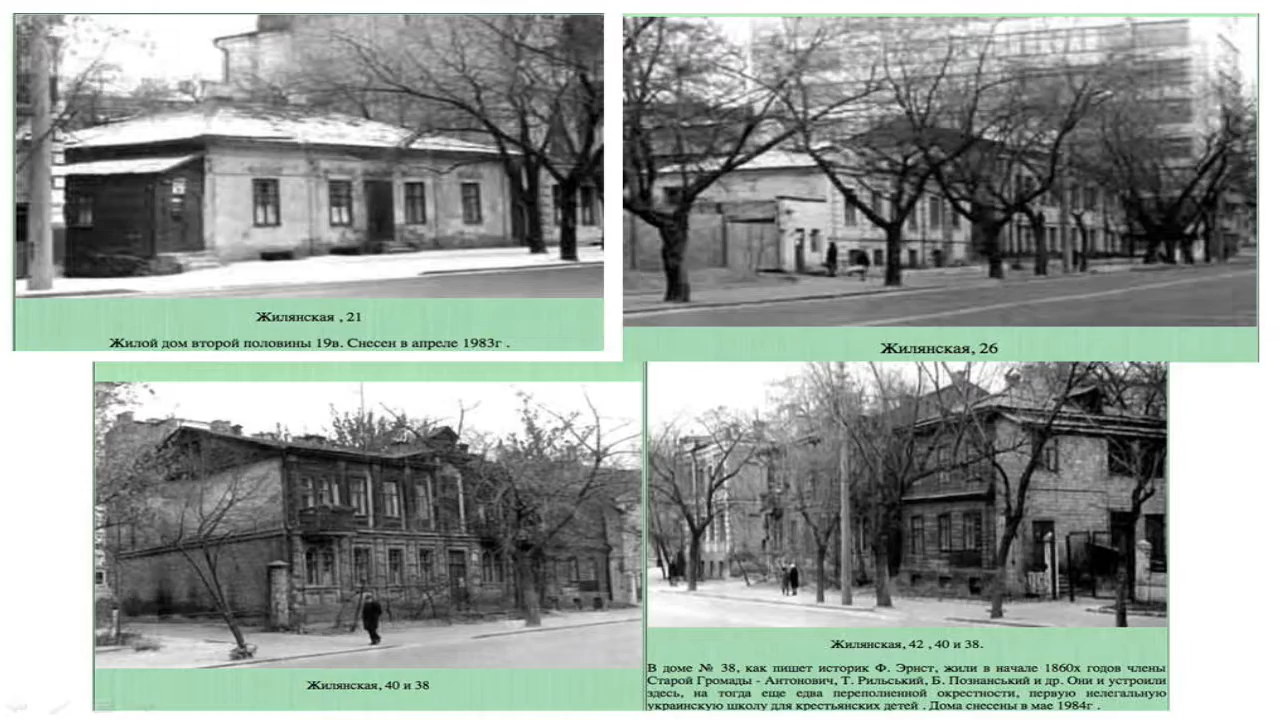 Жилянская , 21
Жилой дом второй половины 19в. Снесен в апреле 1983г .
Жилянская, 26
Жилянская, 40 и 38
Жилянская, 42 , 40 и 38.
В доме № 38, как пишет историк Ф. Эрнст, жили в начале 1860х годов члены
Старой Громады - Антонович, Т. Рильський, Б. Познанський и др. Они и устроили
здесь, на тогда еще едва переполненной окрестности, первую нелегальную
украинскую школу для крестьянских детей . Дома снесены в мае 1984г .